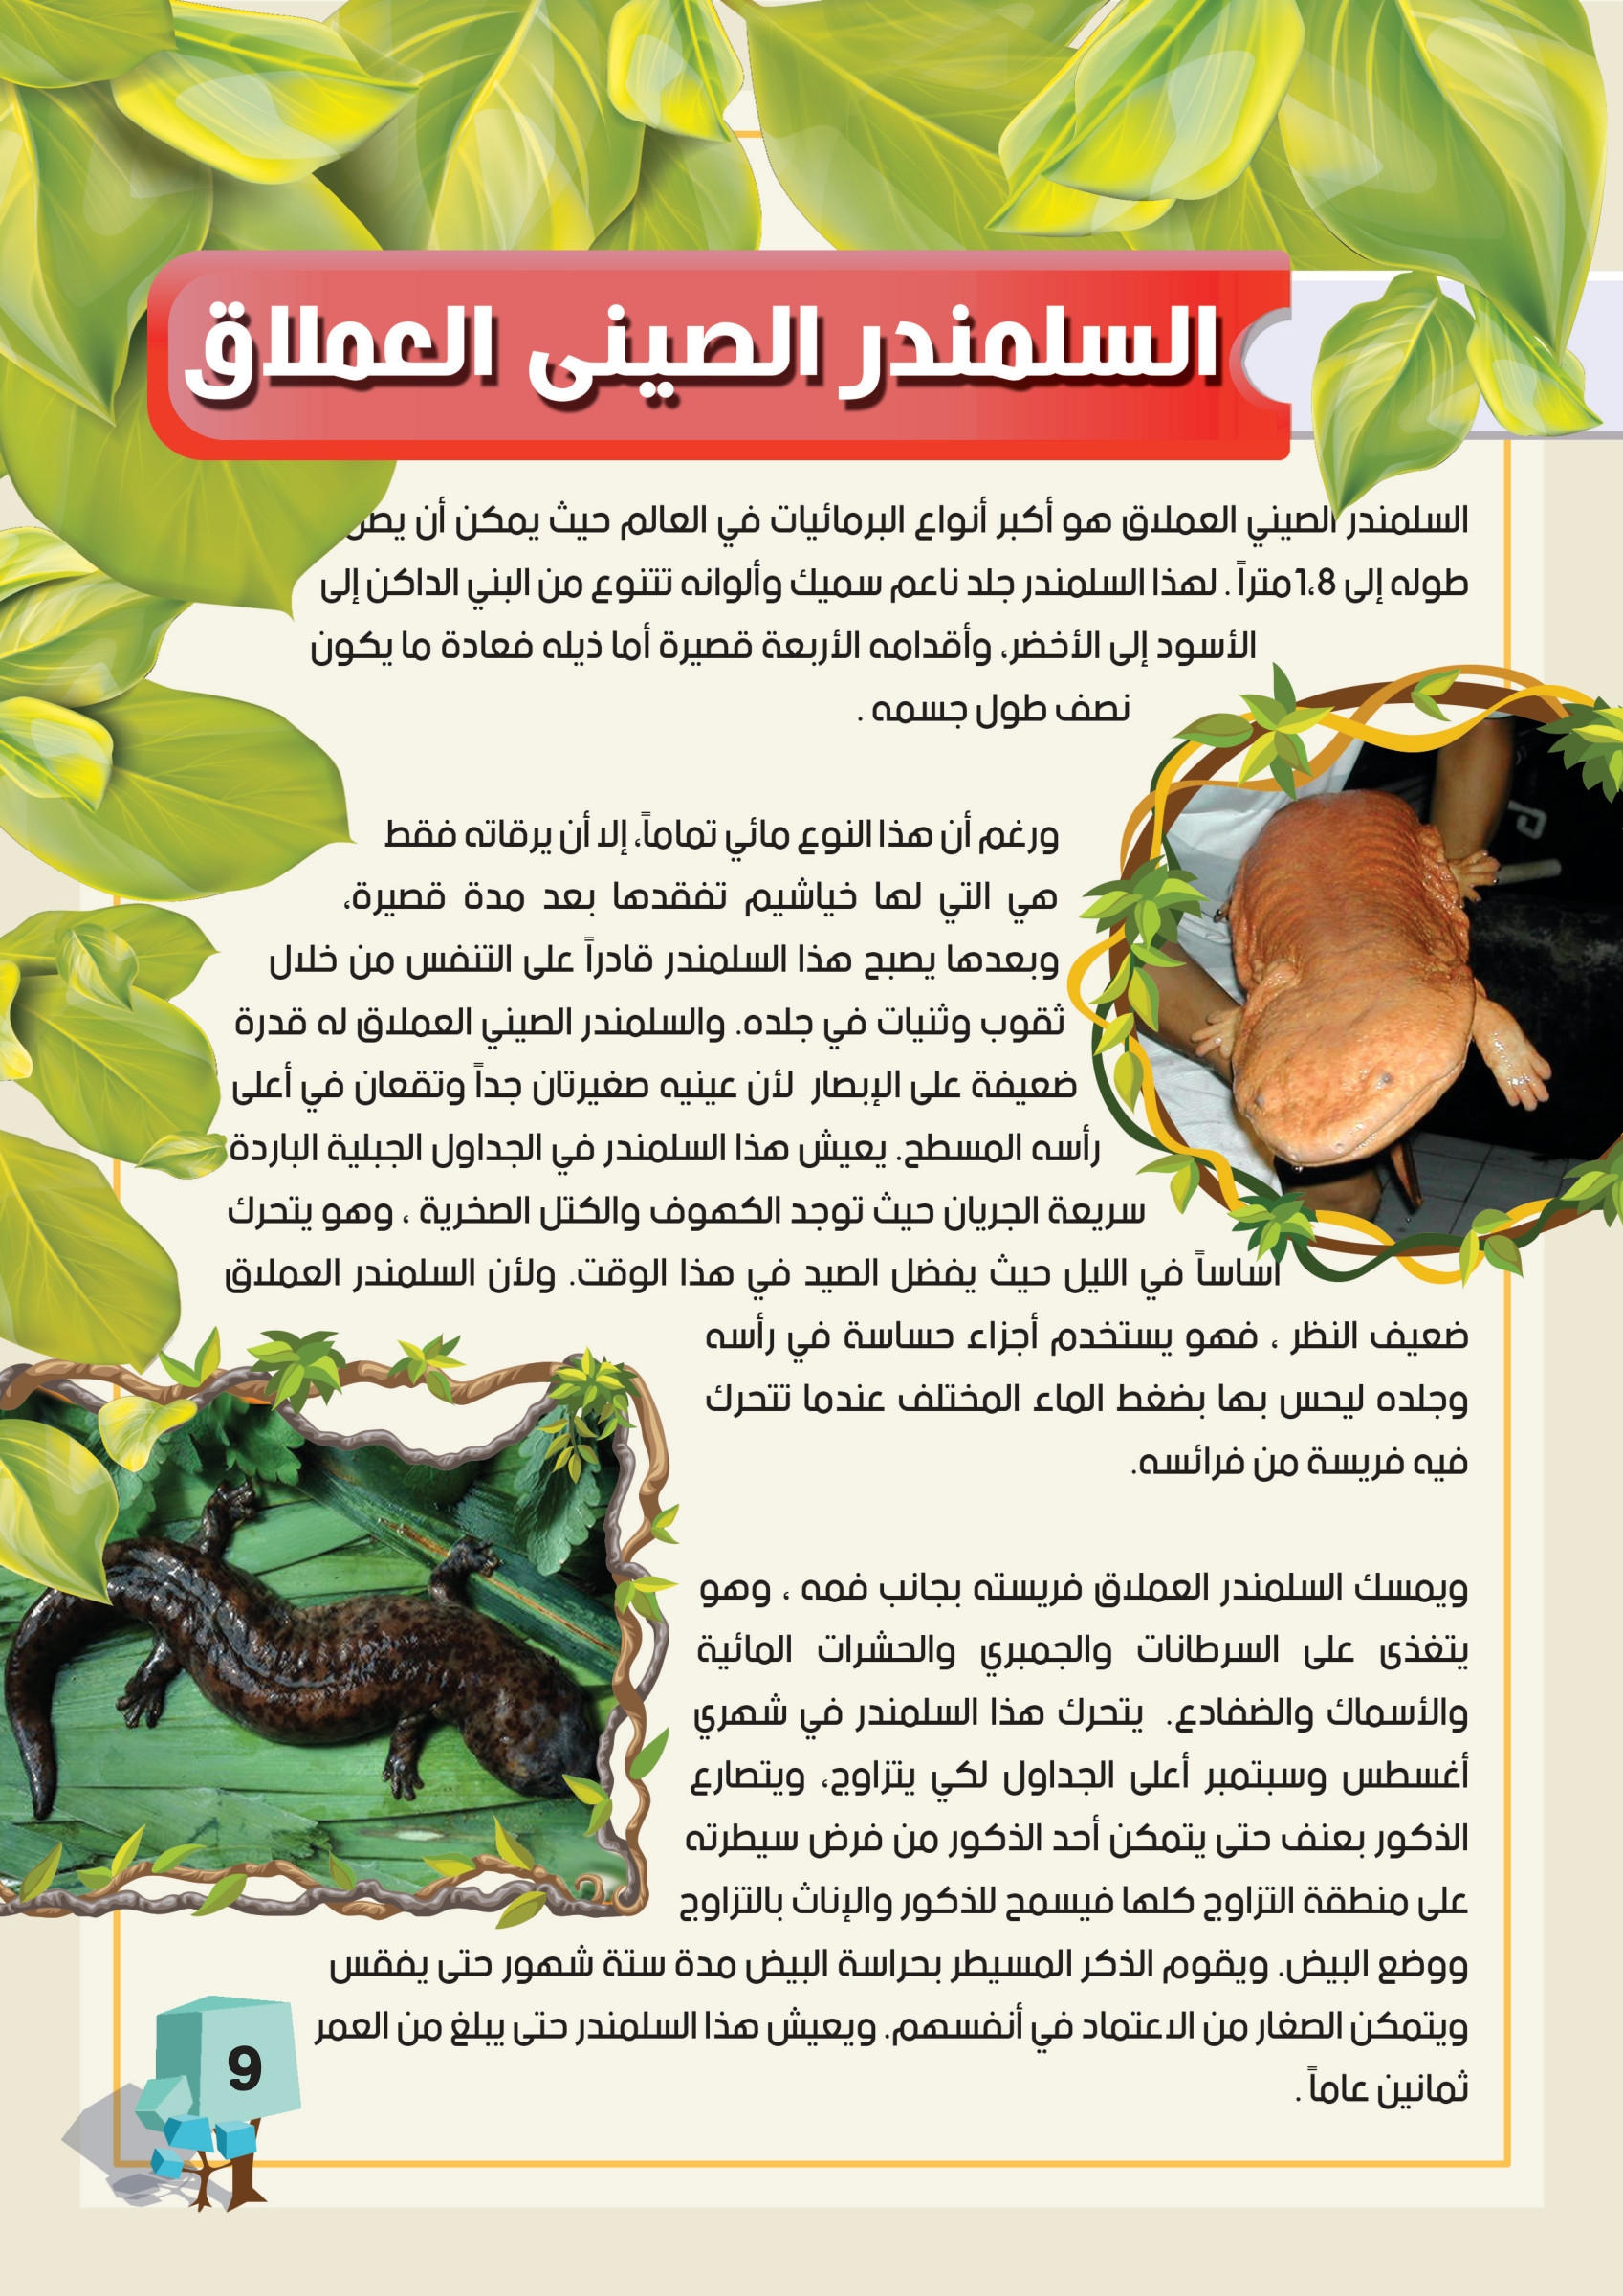 السلمندر الصينى العملاق
السلمندر الصيني العملاق هو أكبر أنواع البرمائيات في العالم حيث يمكن أن
طوله إلى 1،8متراً . لهذا السلمندر جلد ناعم سميك وألوانه تتنوع من البني الداكن إلى
الأسود إلى الأخضر، وأقدامه الأربعة قصيرة أما ذيله فعادة ما يكون
نصف طول جسمه .
ورغم أن هذا النوع مائي تماماً، إلا أن يرقاته فقط
هي التي لها خياشيم تفقدها بعد مدة قصيرة،
وبعدها يصبح هذا السلمندر قادراً على التنفس من خلال
ثقوب وثنيات في جلده. والسلمندر الصيني العملاق له قدرة
ضعيفة على الإبصار لأن عينيه صغيرتان جداً وتقعان في أعلى
رأسه المسطح. يعيش هذا السلمندر في الجداول الجبلية الباردة
سريعة الجريان حيث توجد الكهوف والكتل الصخرية ، وهو يتحرك
اساساً في الليل حيث يفضل الصيد في هذا الوقت. ولأن السلمندر العملاق
ضعيف النظر ، فهو يستخدم أجزاء حساسة في رأسه
وجلده ليحس بها بضغط الماء المختلف عندما تتحرك
فيه فريسة من فرائسه.
ويمسك السلمندر العملاق فريسته بجانب فمه ، وهو
يتغذى على السرطانات والجمبري والحشرات المائية
والأسماك والضفادع. يتحرك هذا السلمندر في شهري
أغسطس وسبتمبر أعلى الجداول لكي يتزاوج، ويتصارع
الذكور بعنف حتى يتمكن أحد الذكور من فرض سيطرته
على منطقة التزاوج كلها فيسمح للذكور والإناث بالتزاوج
ووضع البيض. ويقوم الذكر المسيطر بحراسة البيض مدة ستة شهور حتى يفقس
ويتمكن الصغار من الاعتماد في أنفسهم. ويعيش هذا السلمندر حتى يبلغ من العمر
ثمانين عاماً .
9